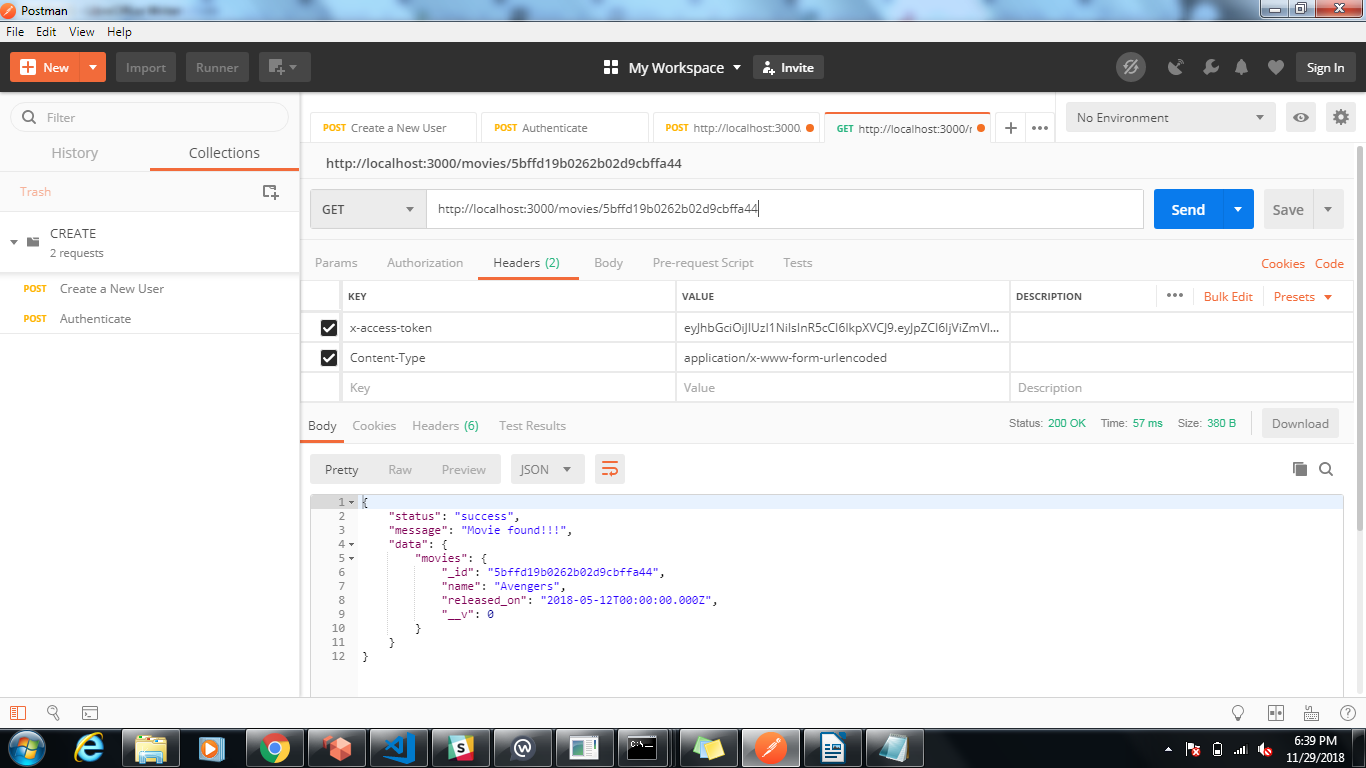 Postman
File Edit View Help
New Import Runner My Workspace Invite Sign In
Filter
History Collections
Trash
CREATE
2 requests
POST Create a New User
POST Authenticate
POST Create a New User POST Authenticate POST http://localhost:3000. GET http://localhost:3000/r No Environment
http://localhost:3000/movies/5bffd19b0262b02d9cbffa44
GET http://localhost:3000/movies/5bffd19b0262b02d9cbffa44 Send Save
Params Authorization Headers (2) Body Pre-request Script Tests Cookies Code
KEY VALUE DESCRIPTION ••• Bulk Edit Presets
x-access-token
Content-Type application/x-www-form-urlencoded
Key Value Description
Body Cookies Headers (6) Test Results Status: 200 OK Time: 57 ms Size: 380 B Download
Pretty Raw Preview JSON
1 {
2 "status": "success",
3 "message": "Movie found!!!",
4 "data": {
5 "movies": {
6 "_id": "5bffd19b0262b02d9cbffa44",
7 "name": "Avengers",
8 "released_on": "2018-05-12T00:00:00.000Z",
9 "__v": 0
10 }
11 }
12 }
6:39 PM
11/29/2018